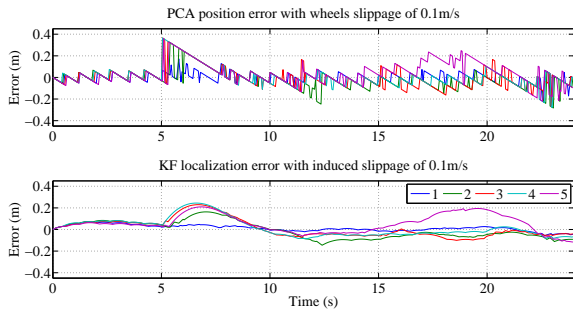 PCA position error with wheels slippage of 0.1m/s
Error (m)
0.4
0.2
0
−0.2
−0.4
0 5 10 15 20
KF localization error with induced slippage of 0.1m/s
1 2 3 4 5
Error (m)
0.4
0.2
0
−0.2
−0.4
0 5 10 15 20
Time (s)